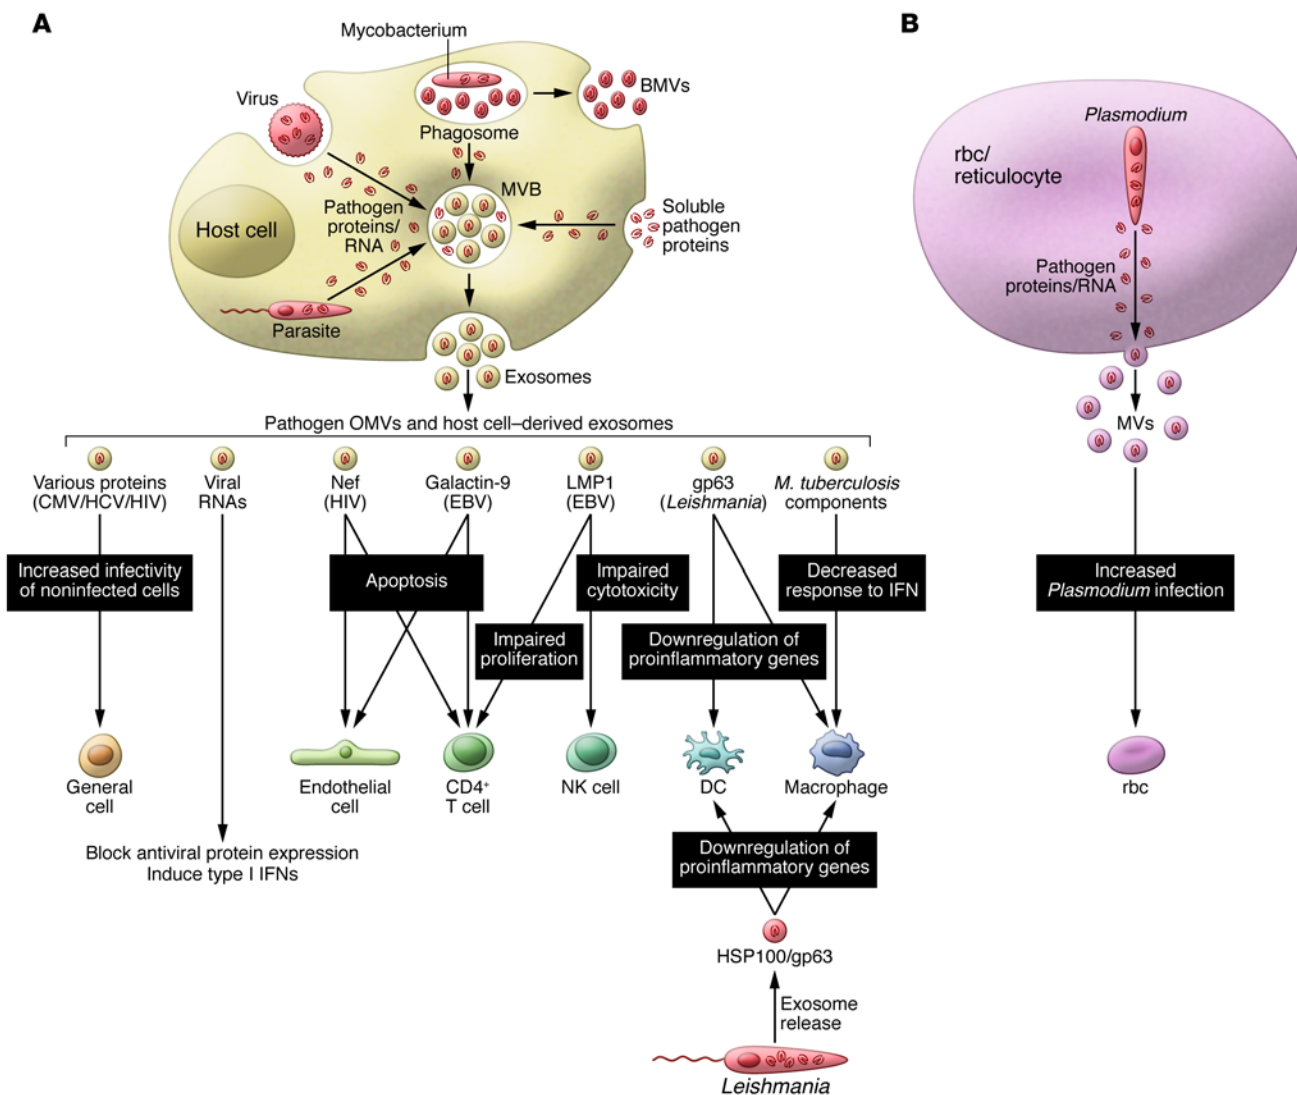 A
Mycobacterium
Virus
BMVs
Phagosome
MVB
Host cell
Pathogen
proteins/
RNA
Soluble
pathogen
proteins
Parasite
Exosomes
Pathogen OMVs and host cell–derived exosomes
Various proteins
(CMV/HCV/HIV)
Viral
RNAs
Nef
(HIV)
Galactin-9
(EBV)
LMP1
(EBV)
gp63
(Leishmania)
M. tuberculosis
components
Increased infectivity
of noninfected cells
Apoptosis
Impaired
cytotoxicity
Decreased
response to IFN
Impaired
proliferation
Downregulation of
proinflammatory genes
General
cell
Endothelial
cell
CD4+
T cell
NK cell
DC
Macrophage
Block antiviral protein expression
Induce type I IFNs
Downregulation of
proinflammatory genes
HSP100/gp63
Exosome
release
Leishmania
B
Plasmodium
rbc/
reticulocyte
Pathogen
proteins/RNA
MVs
Increased
Plasmodium infection
rbc